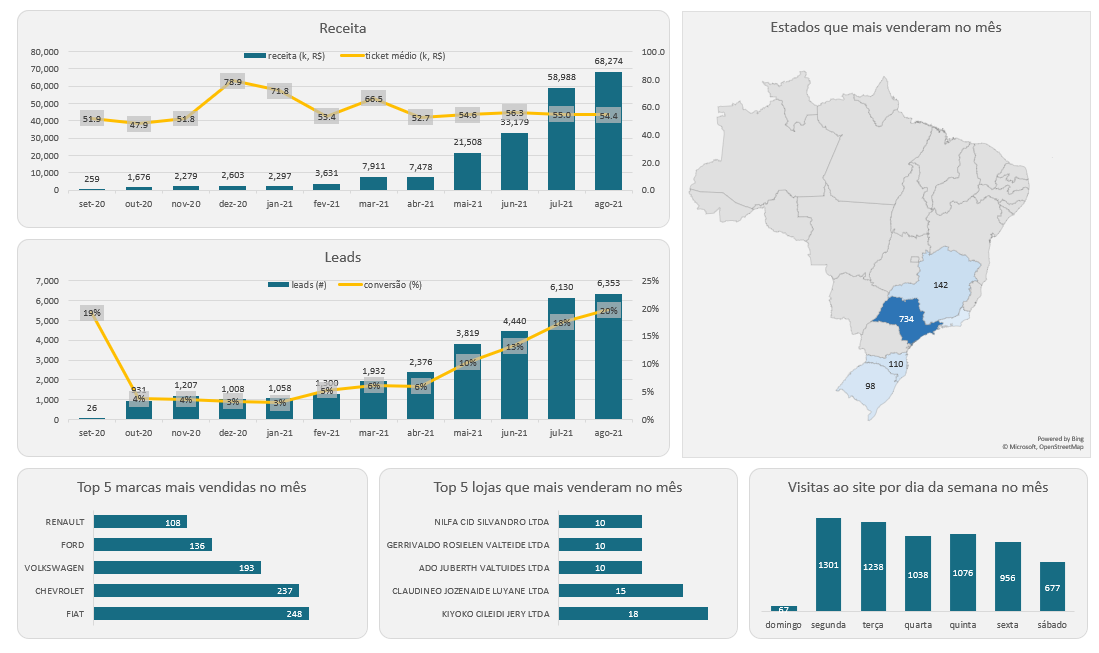 Receita
receita (k, R$) ticket médio (k, R$)
80,000
70,000
60,000
50,000
40,000
30,000
20,000
10,000
0
100.0
80.0
60.0
40.0
20.0
0.0
259 1,676 2,279 2,603 2,297 3,631 7,911 7,478 21,508 33,179 58,988 68,274
51.9 47.9 51.8 78.9 71.8 53.4 66.5 52.7 54.6 56.3 55.0 54.4
set-20 out-20 nov-20 dez-20 jan-21 fev-21 mar-21 abr-21 mai-21 jun-21 jul-21 ago-21
Leads
leads (#) conversão (%)
7,000
6,000
5,000
4,000
3,000
2,000
1,000
0
25%
20%
15%
10%
5%
0%
26 931 1,207 1,008 1,058 1,932 2,376 3,819 4,440 6,130 6,353
19% 4% 4% 3% 3% 5% 6% 6% 10% 13% 18% 20%
set-20 out-20 nov-20 dez-20 jan-21 fev-21 mar-21 abr-21 mai-21 jun-21 jul-21 ago-21
Estados que mais venderam no mês
142
734
110
98
Powered by Bing
© Microsoft, OpenStreetMap
Top 5 marcas mais vendidas no mês
RENAULT 108
FORD 136
VOLKSWAGEN 193
CHEVROLET 237
FIAT 248
Top 5 lojas que mais venderam no mês
NILFA CID SILVANDRO LTDA 10
GERRIVALDO ROSIELEN VALTEIDE LTDA 10
ADO JUBERTH VALTUIDES LTDA 10
CLAUDINEO JOZENAIDE LUYANE LTDA 15
KIYOKO CILEIDI JERY LTDA 18
Visitas ao site por dia da semana no mês
67 1301 1238 1038 1076 956 677
domingo segunda terça quarta quinta sexta sábado